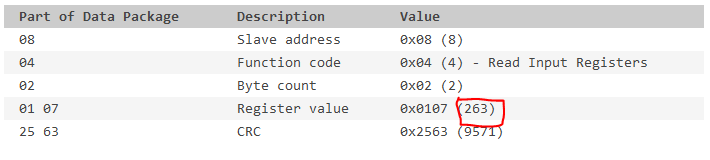 Part of Data Package Description Value
08 Slave address 0x08 (8)
04 Function code 0x04 (4) - Read Input Registers
02 Byte count 0x02 (2)
01 07 Register value 0x0107 (263)
25 63 CRC 0x2563 (9571)